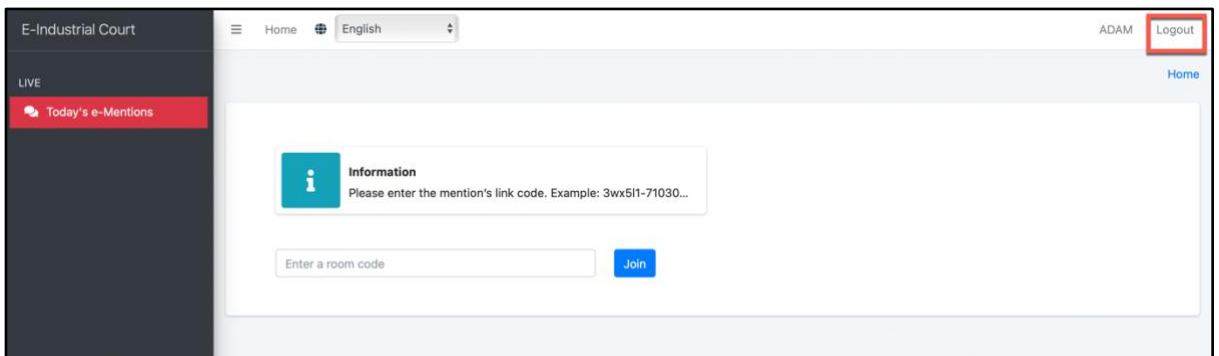 E-Industrial Court
Home
English
ADAM
Logout
LIVE
Home
Today's e-Mentions
Information
Please enter the mention's link code. Example: 3wx5l1-71030...
Enter a room code
Join